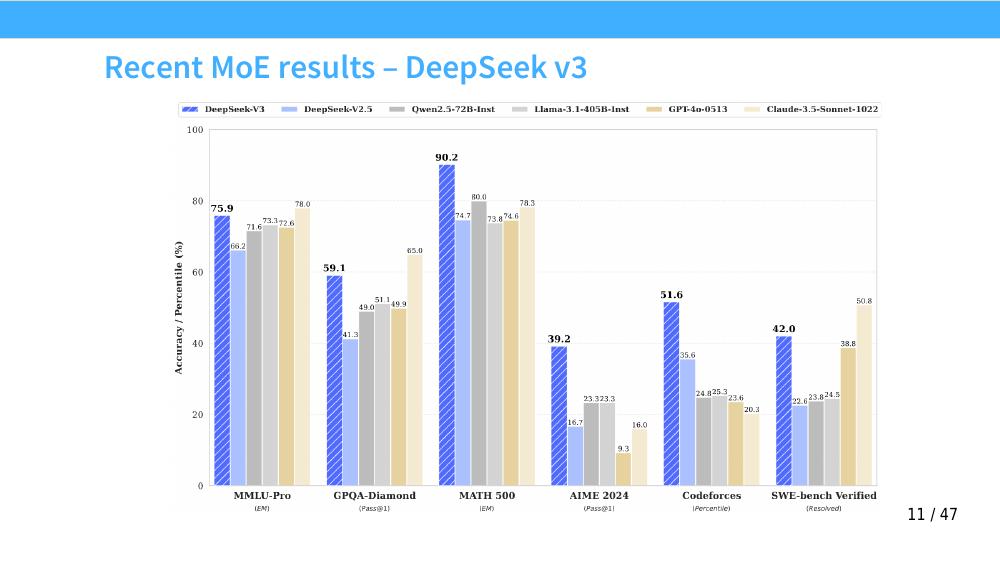 Recent MoE results – DeepSeek v3
DeepSeek-V3 DeepSeek-V2.5 Qwen2.5-72B-Inst Llama-3.1-405B-Inst GPT-4o-0513 Claude-3.5-Sonnet-1022
Accuracy / Percentile (%)
100
80
60
40
20
0
75.9 66.2 71.6 73.3 72.6 78.0
59.1 41.3 49.0 51.1 49.9 65.0
90.2 74.7 80.0 73.8 74.6 78.3
39.2 16.7 23.3 23.3 9.3 16.0
51.6 35.6 24.8 25.3 23.6 20.3
42.0 22.6 23.8 24.5 38.8 50.8
MMLU-Pro GPQA-Diamond MATH 500 AIME 2024 Codeforces SWE-bench Verified
(EM) (Pass@1) (EM) (Pass@1) (Percentile) (Resolved)
11 / 47